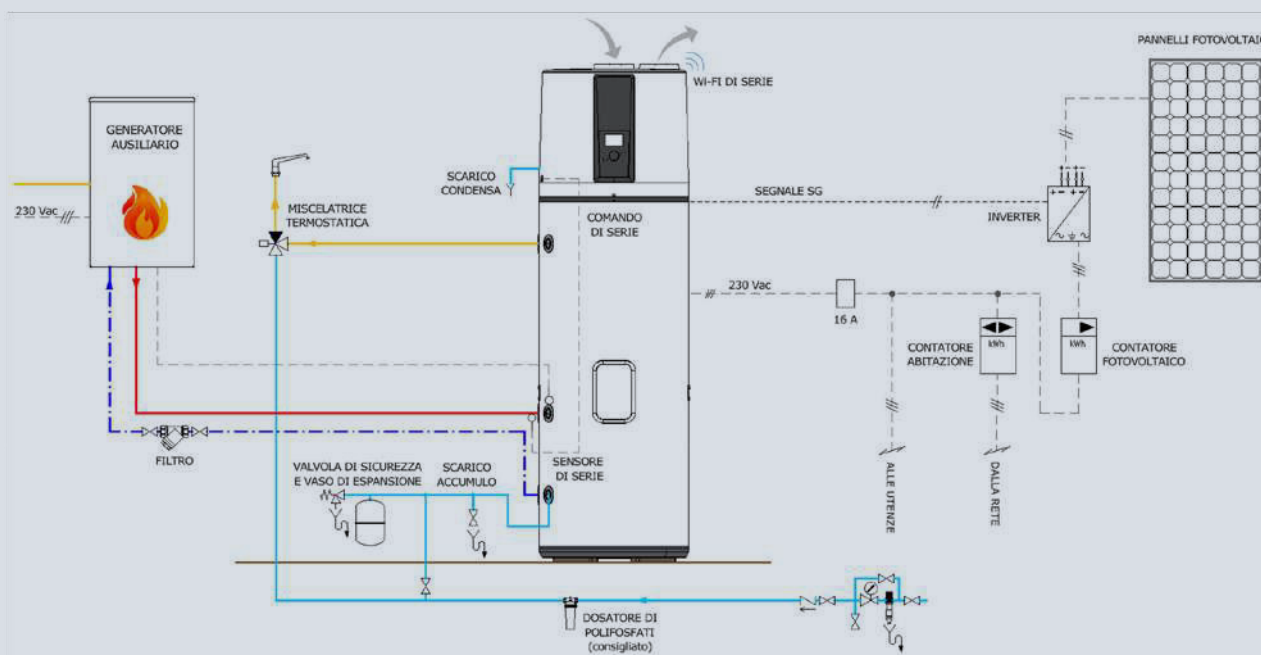 PANNELLI FOTOVOLTAIC
WI-FI DI SERIE
GENERATORE
AUSILIARIO
230 Vac
MISCELATRICE
TERMOSTATICA
SCARICO
CONDENSA
COMANDO
DI SERIE
SEGNALE SG
INVERTER
230 Vac
16 A
CONTATORE
ABITAZIONE
kWh
kWh
CONTATORE
FOTOVOLTAICO
FILTRO
VALVOLA DI SICUREZZA
E VASO DI ESPANSIONE
SCARICO
ACCUMULO
SENSORE
DI SERIE
ALLE UTENZE
DALLA RETE
DOSATORE DI
POLIFOSFATI
(consigliato)